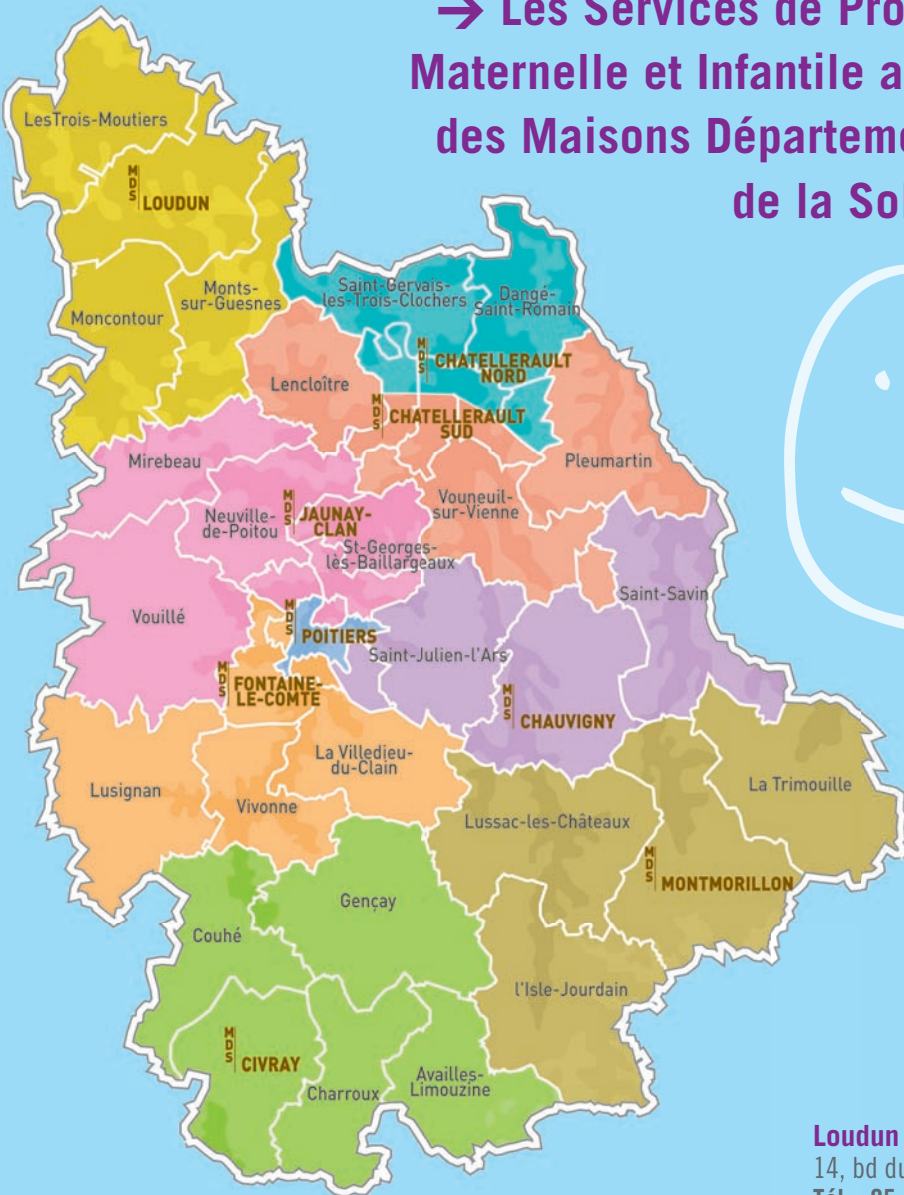 → Les Services de Pro
Maternelle et Infantile a
des Maisons Départeme
de la So
LesTrois-Moutiers
MDS LOUDUN
Monts-
sur-Guesnes
Moncontour
Saint-Gervais-
les-Trois-Clochers
Dangé-
Saint-Romain
MDS CHATELLERAULT
NORD
Lencloître
MDS CHATELLERAULT
SUD
Mirebeau
Pleumartin
Vouneuil-
sur-Vienne
Neuville-
de-Poitou
MDS JAUNAY-
CLAN
St-Georges-
lès-Baillargeaux
Saint-Savin
Vouillé
MDS POITIERS
Saint-Julien-l'Ars
MDS FONTAINE-
LE-COMTE
MDS CHAUVIGNY
La Villedieu-
du-Clain
Lusignan
Vivonne
La Trimouille
Lussac-les-Châteaux
MDS MONTMORILLON
Gençay
Couhé
l'Isle-Jourdain
MDS CIVRAY
Charroux
Availles-
Limouzine
Loudun
14, bd du